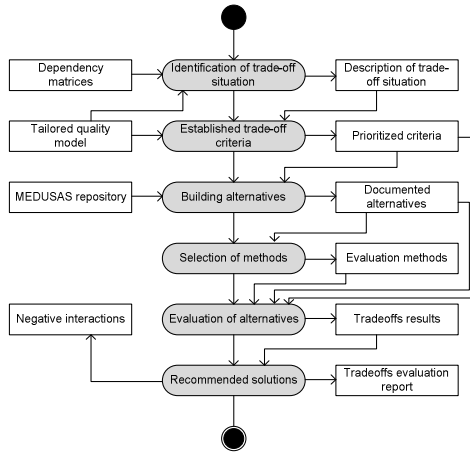 Dependency
matrices
Identification of trade-off
situation
Description of trade-
off situation
Tailored quality
model
Established trade-off
criteria
Prioritized criteria
MEDUSAS repository
Building alternatives
Documented
alternatives
Selection of methods
Evaluation methods
Negative interactions
Evaluation of alternatives
Tradeoffs results
Recommended solutions
Tradeoffs evaluation
report